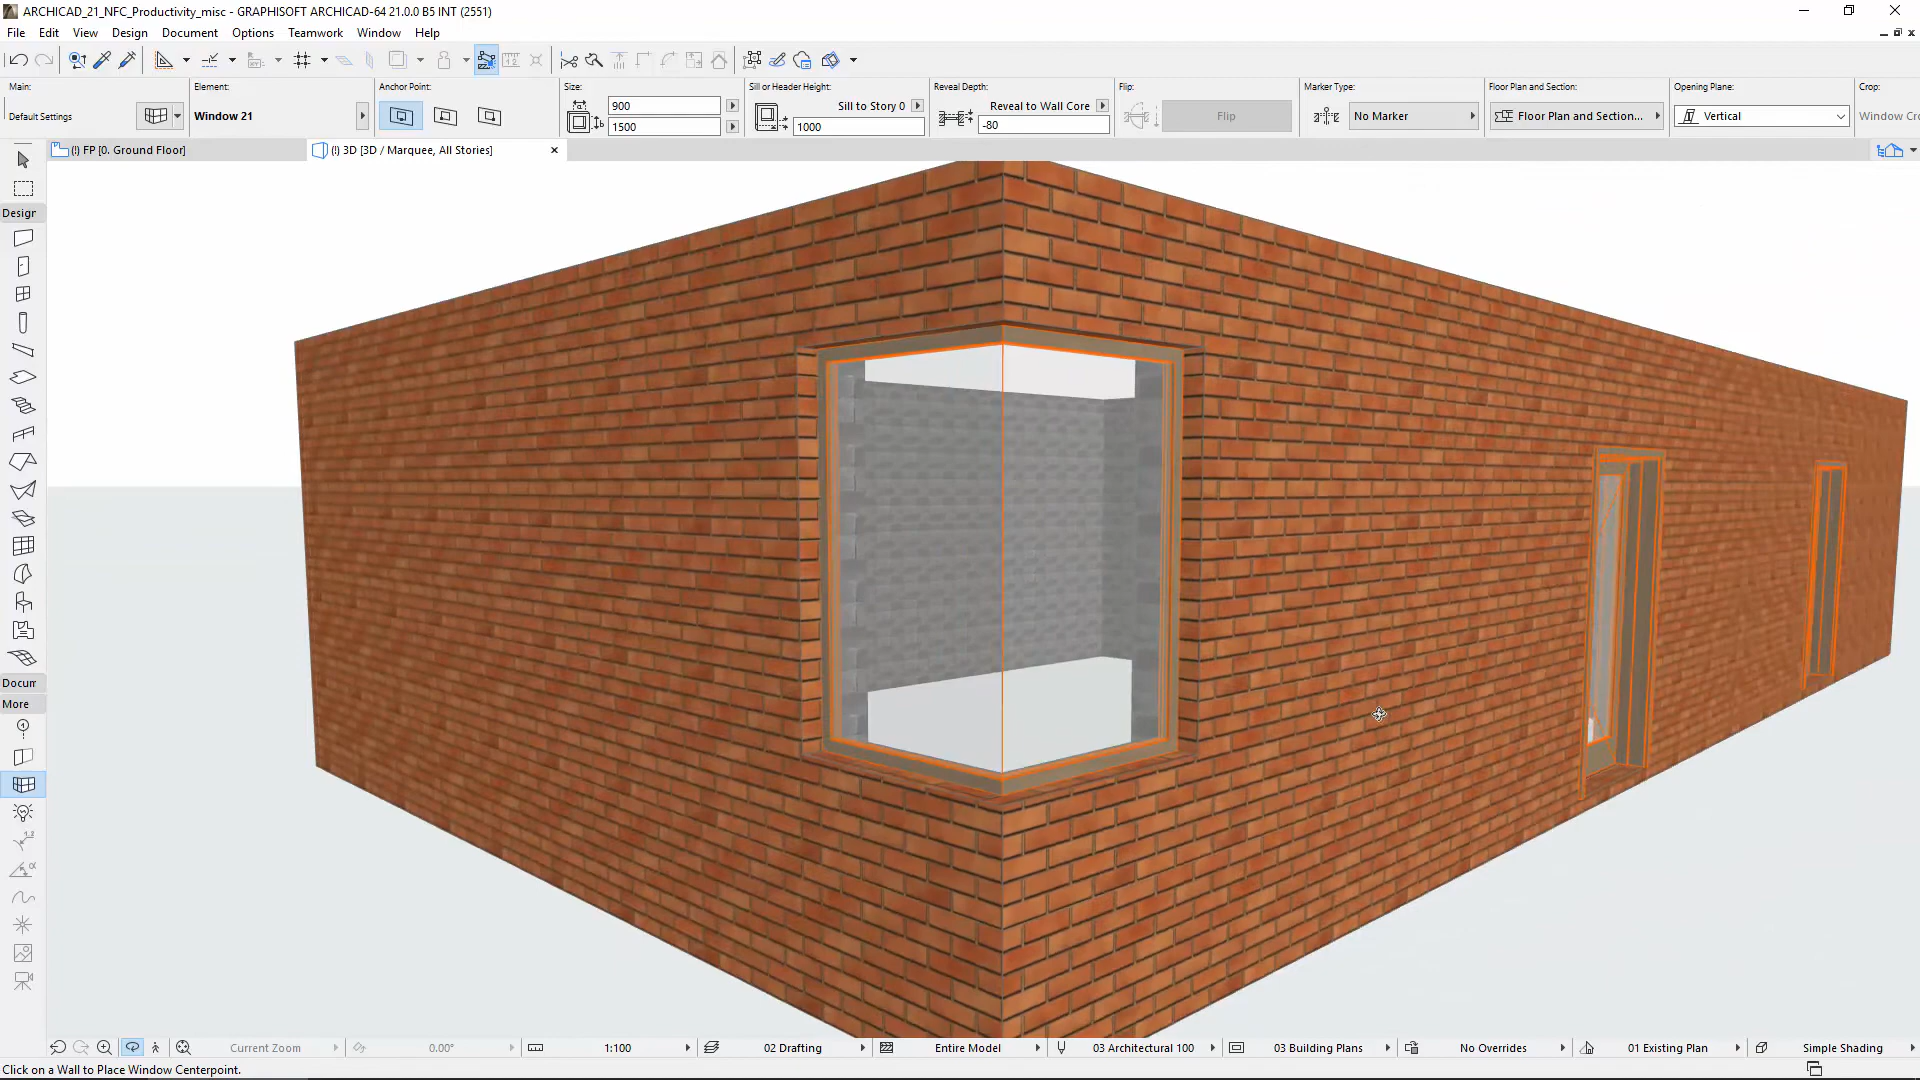 ARCHICAD_21_NFC_Productivity_misc - GRAPHISOFT ARCHICAD-64 21.0.0 B5 INT (2551)
File Edit View Design Document Options Teamwork Window Help
Main: Element: Anchor Point: Size: Sill or Header Height: Reveal Depth: Flip: Marker Type: Floor Plan and Section: Opening Plane: Crop:
Default Settings Window 21 900 Sill to Story 0 Reveal to Wall Core Flip No Marker Floor Plan and Section... Vertical Window Cr
1500 1000 -80
(!) FP [0. Ground Floor] (!) 3D [3D / Marquee, All Stories]
Design
Docum
More
Current Zoom 0.00° 1:100 02 Drafting Entire Model 03 Architectural 100 03 Building Plans No Overrides 01 Existing Plan Simple Shading
Click on a Wall to Place Window Centerpoint.